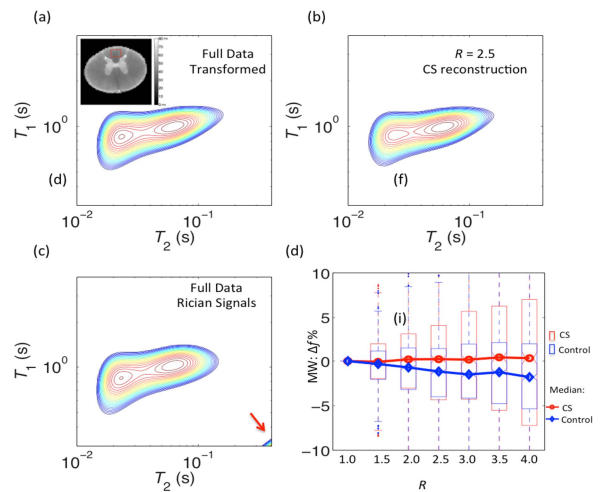 (a)
Full Data
Transformed
T1 (s)
10^0
(d)
10^-2
10^-1
T2 (s)
(b)
R = 2.5
CS reconstruction
T1 (s)
10^0
(f)
10^-2
10^-1
T2 (s)
(c)
Full Data
Rician Signals
T1 (s)
10^0
10^-2
10^-1
T2 (s)
(d)
10
5
0
−5
−10
MW: Δf%
(i)
1.0 1.5 2.0 2.5 3.0 3.5 4.0
R
CS
Control
Median:
CS
Control